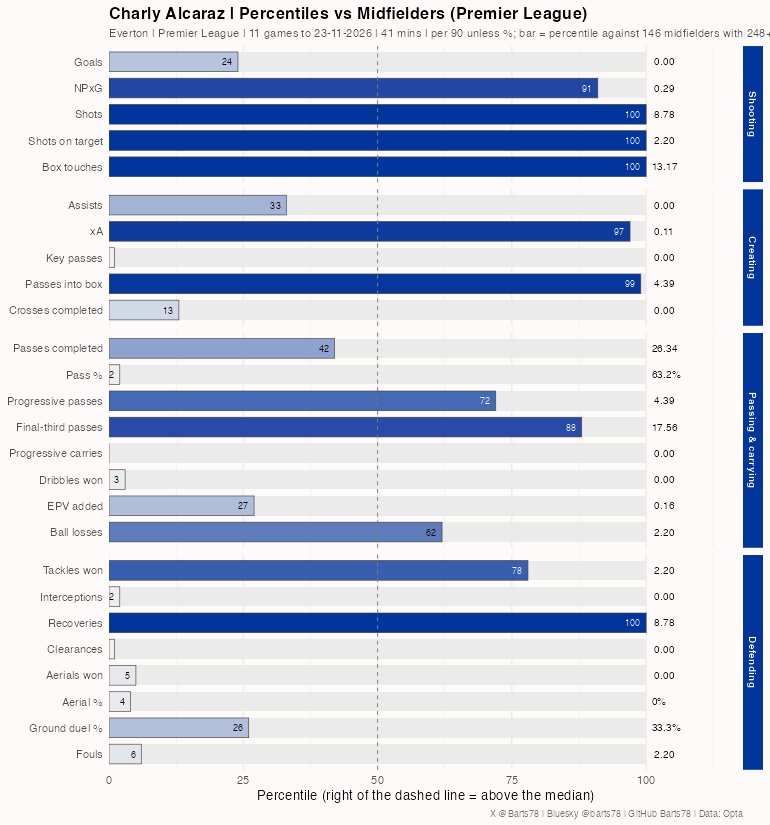 Charly Alcaraz | Percentiles vs Midfielders (Premier League)
Everton | Premier League | 11 games to 23-11-2026 | 41 mins | per 90 unless %; bar = percentile against 146 midfielders with 248+
Shooting
Goals 24 0.00
NPxG 91 0.29
Shots 100 8.78
Shots on target 100 2.20
Box touches 100 13.17
Creating
Assists 33 0.00
xA 97 0.11
Key passes 0.00
Passes into box 99 4.39
Crosses completed 13 0.00
Passing & carrying
Passes completed 42 26.34
Pass % 2 63.2%
Progressive passes 72 4.39
Final-third passes 88 17.56
Progressive carries 0.00
Dribbles won 3 0.00
EPV added 27 0.16
Ball losses 62 2.20
Defending
Tackles won 78 2.20
Interceptions 2 0.00
Recoveries 100 8.78
Clearances 0.00
Aerials won 5 0.00
Aerial % 4 0%
Ground duel % 26 33.3%
Fouls 6 2.20
0 25 50 75 100
Percentile (right of the dashed line = above the median)
X @Barts78 | Bluesky @barts78 | GitHub Barts78 | Data: Opta